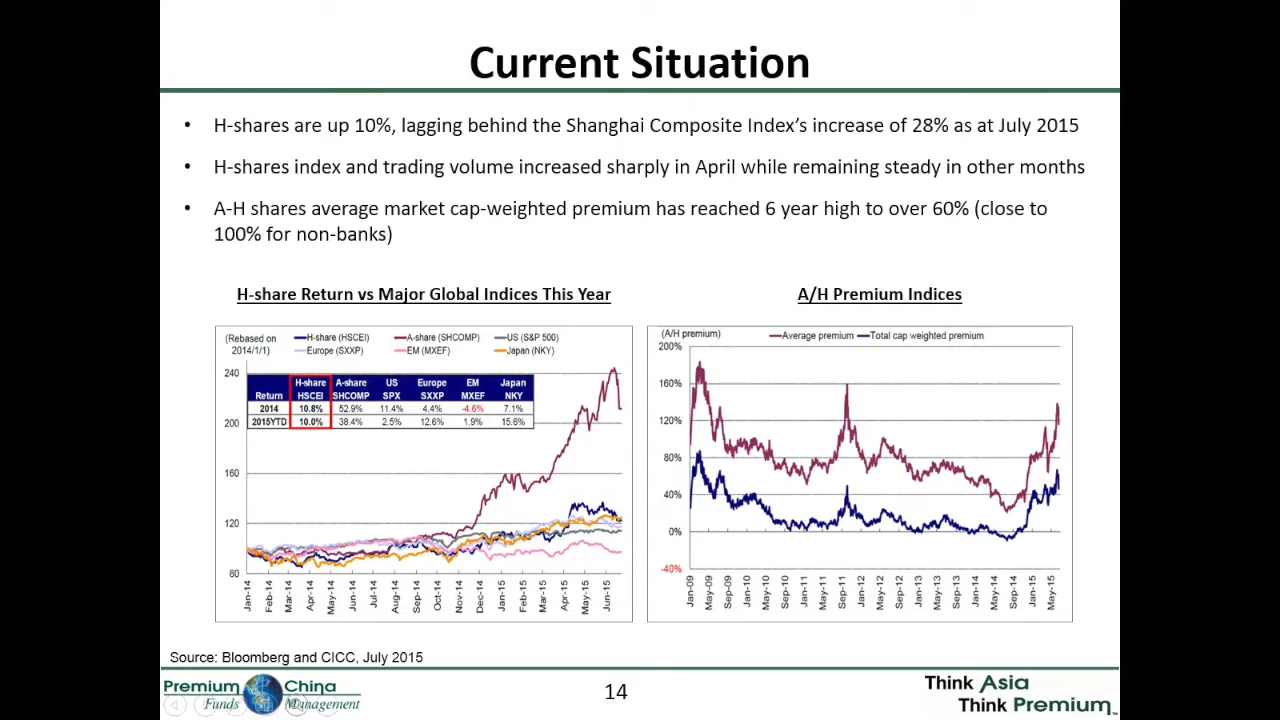 Current Situation
• H-shares are up 10%, lagging behind the Shanghai Composite Index’s increase of 28% as at July 2015
• H-shares index and trading volume increased sharply in April while remaining steady in other months
• A-H shares average market cap-weighted premium has reached 6 year high to over 60% (close to
100% for non-banks)
H-share Return vs Major Global Indices This Year
(Rebased on
2014/1/1)
H-share (HSCEI) A-share (SHCOMP) US (S&P 500)
Europe (SXXP) EM (MXEF) Japan (NKY)
240
200
160
120
80
Return H-share HSCEI A-share SHCOMP US SPX Europe SXXP EM MXEF Japan NKY
2014 10.8% 52.9% 11.4% 4.4% -4.6% 7.1%
2015YTD 10.0% 38.4% 2.5% 12.6% 1.9% 15.6%
Jan-14 Feb-14 Mar-14 Apr-14 May-14 Jun-14 Jul-14 Aug-14 Sep-14 Oct-14 Nov-14 Dec-14 Jan-15 Feb-15 Mar-15 Apr-15 May-15 Jun-15
A/H Premium Indices
(A/H premium)
Average premium Total cap weighted premium
200%
160%
120%
80%
40%
0%
-40%
Jan-09 May-09 Sep-09 Jan-10 May-10 Sep-10 Jan-11 May-11 Sep-11 Jan-12 May-12 Sep-12 Jan-13 May-13 Sep-13 Jan-14 May-14 Sep-14 Jan-15 May-15
Source: Bloomberg and CICC, July 2015
Premium China
Funds Management
14
Think Asia
Think Premium™